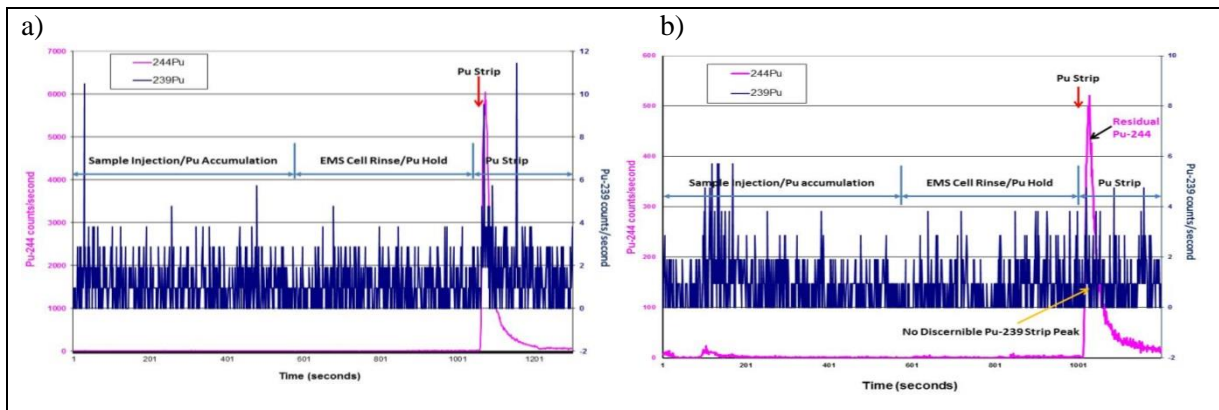 a)
244Pu
239Pu
Pu Strip
Sample Injection/Pu Accumulation
EMS Cell Rinse/Pu Hold
Pu Strip
Pu-244 counts/second
7000
6000
5000
4000
3000
2000
1000
0
12
10
8
6
4
2
0
-2
Pu-239 counts/second
1
201
401
601
801
1001
1201
Time (seconds)
b)
244Pu
239Pu
Pu Strip
Residual
Pu-244
Sample Injection/Pu accumulation
EMS Cell Rinse/Pu Hold
Pu Strip
No Discernible Pu-239 Strip Peak
Pu-244 counts/second
600
500
400
300
200
100
0
10
8
6
4
2
0
-2
Pu-239 counts/second
1
201
401
601
801
1001
Time (seconds)